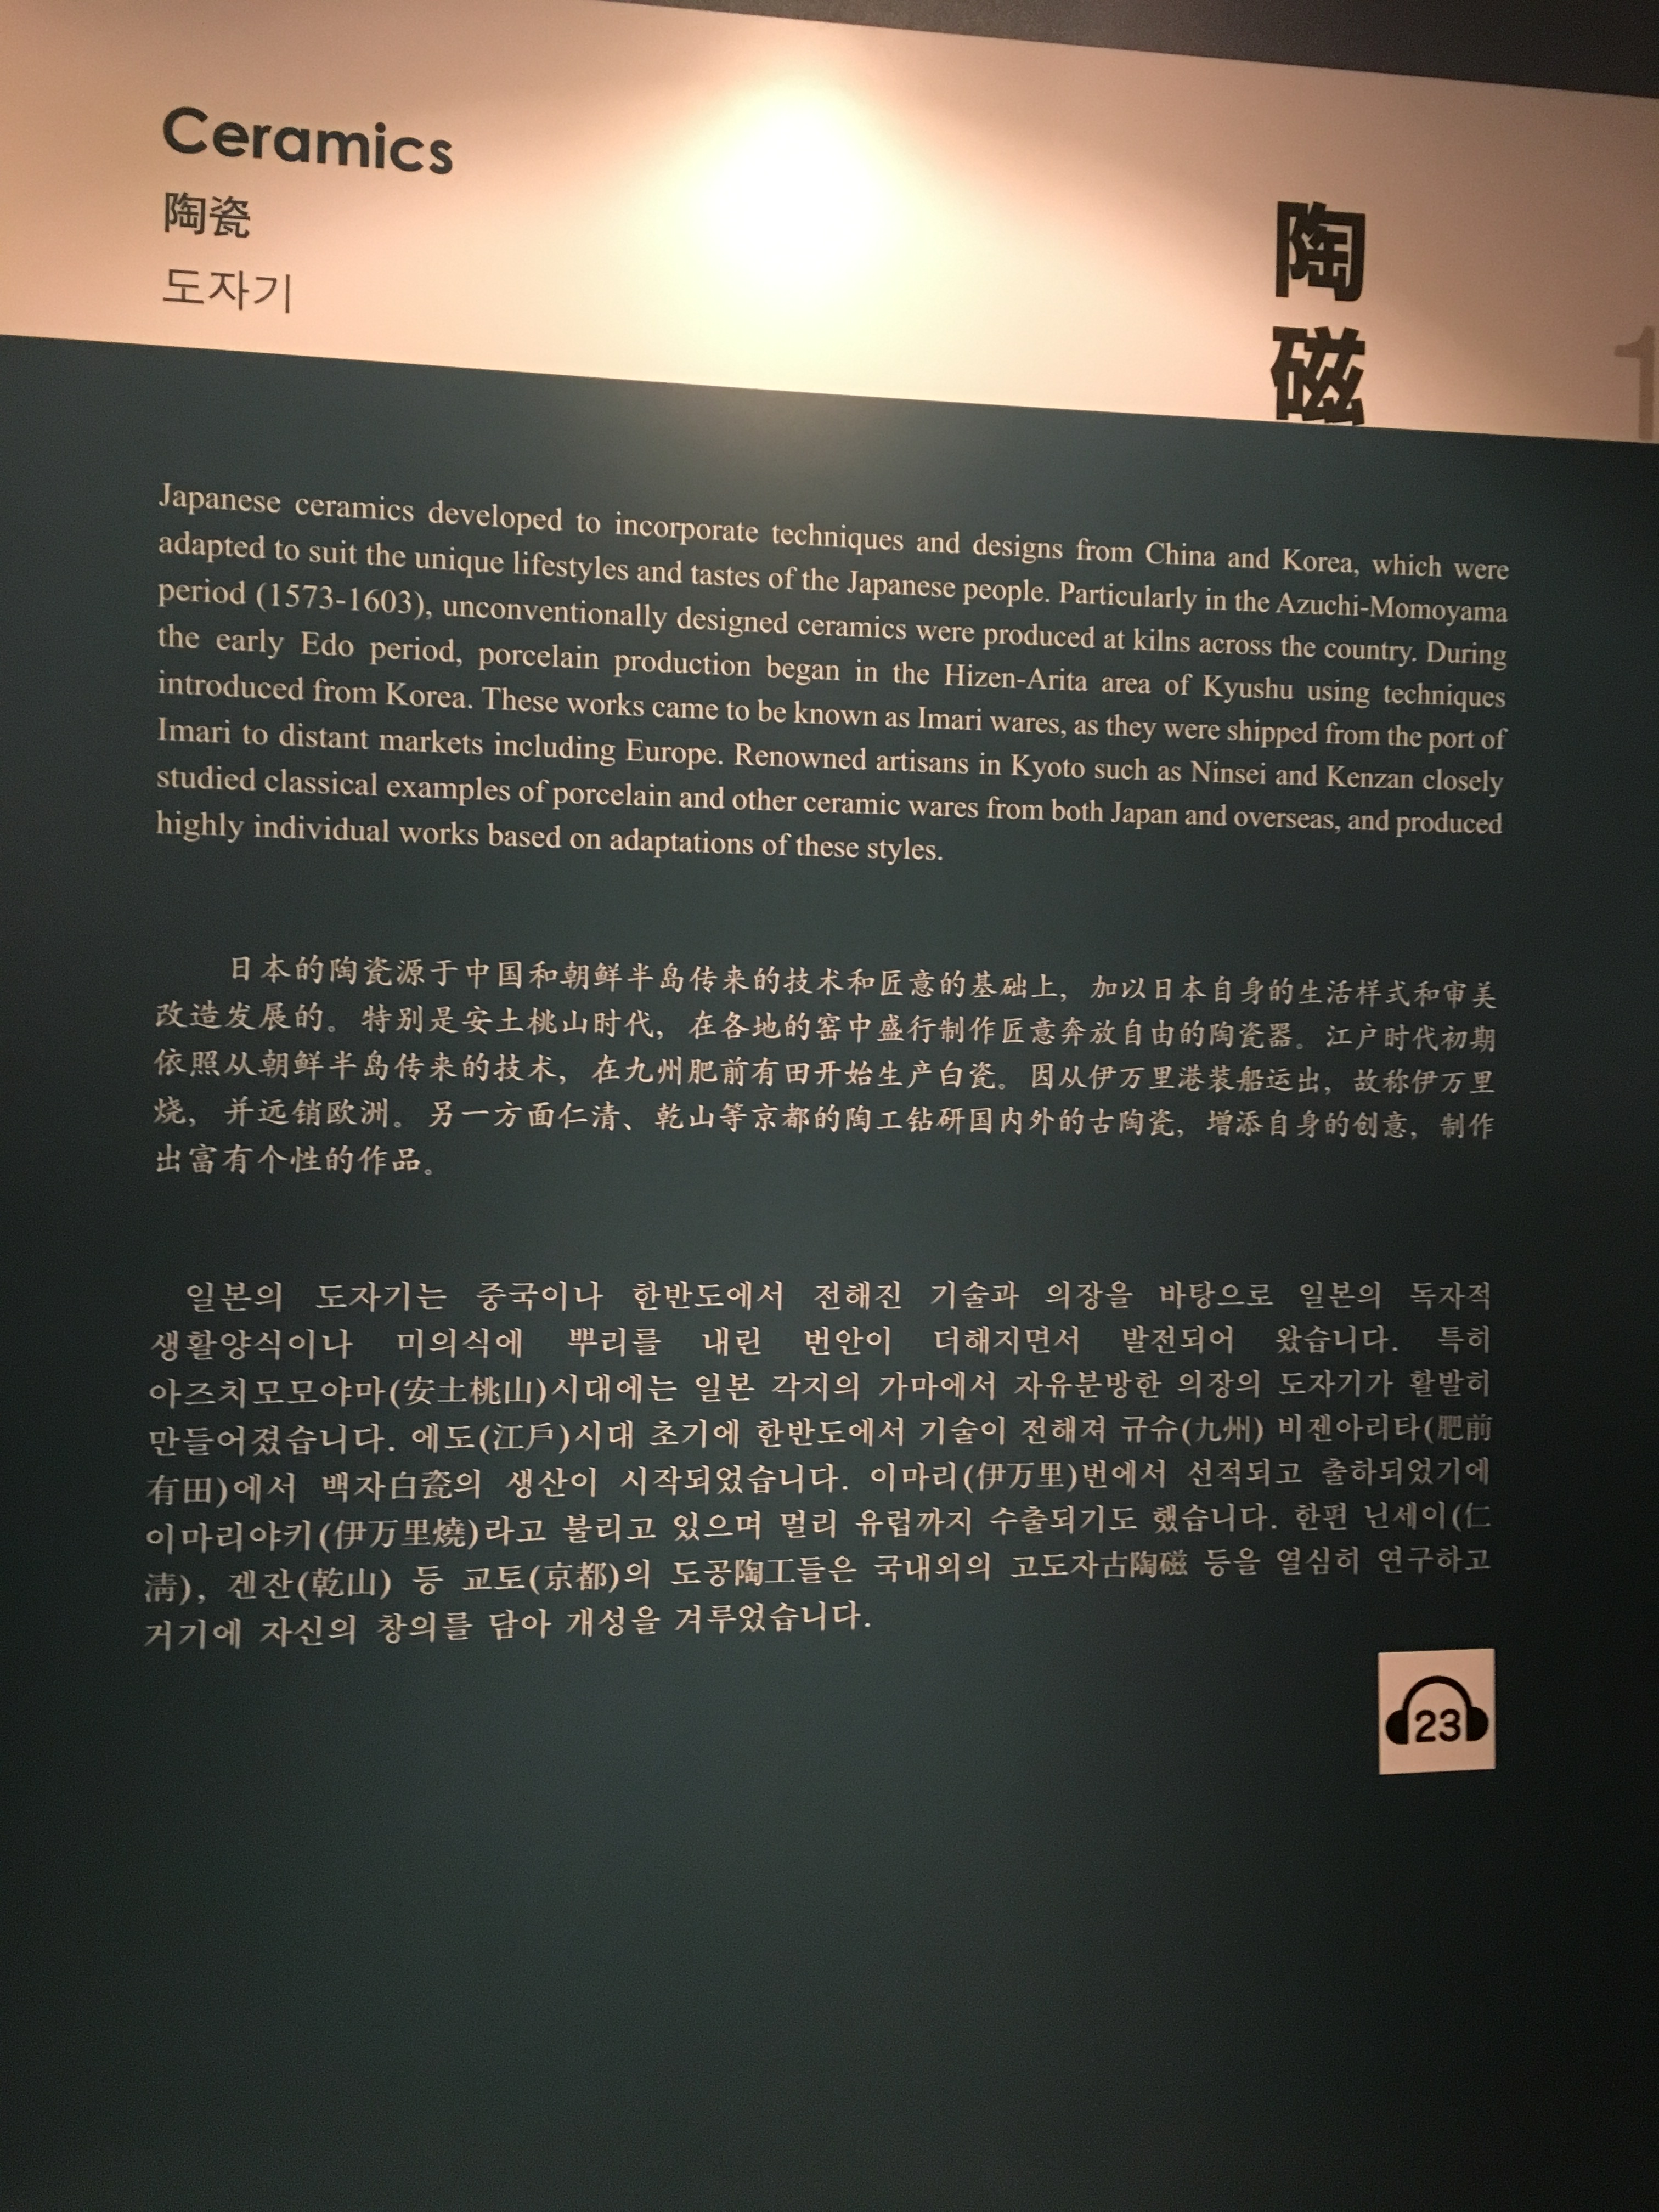 Ceramics
陶瓷
도자기
陶
磁
1
Japanese ceramics developed to incorporate techniques and designs from China and Korea, which were
adapted to suit the unique lifestyles and tastes of the Japanese people. Particularly in the Azuchi-Momoyama
period (1573-1603), unconventionally designed ceramics were produced at kilns across the country. During
the early Edo period, porcelain production began in the Hizen-Arita area of Kyushu using techniques
introduced from Korea. These works came to be known as Imari wares, as they were shipped from the port of
Imari to distant markets including Europe. Renowned artisans in Kyoto such as Ninsei and Kenzan closely
studied classical examples of porcelain and other ceramic wares from both Japan and overseas, and produced
highly individual works based on adaptations of these styles.
日本的陶瓷源于中国和朝鲜半岛传来的技术和匠意的基础上，加以日本自身的生活样式和审美
改造发展的。特别是安土桃山时代，在各地的窑中盛行制作匠意奔放自由的陶瓷器。江户时代初期
依照从朝鲜半岛传来的技术，在九州肥前有田开始生产白瓷。因从伊万里港装船运出，故称伊万里
烧，并远销欧洲。另一方面仁清、乾山等京都的陶工钻研国内外的古陶瓷，增添自身的创意，制作
出富有个性的作品。
일본의 도자기는 중국이나 한반도에서 전해진 기술과 의장을 바탕으로 일본의 독자적
생활양식이나 미의식에 뿌리를 내린 번안이 더해지면서 발전되어 왔습니다. 특히
아즈치모모야마(安土桃山)시대에는 일본 각지의 가마에서 자유분방한 의장의 도자기가 활발히
만들어졌습니다. 에도(江戶)시대 초기에 한반도에서 기술이 전해져 규슈(九州) 비젠아리타(肥前
有田)에서 백자白瓷의 생산이 시작되었습니다. 이마리(伊万里)번에서 선적되고 출하되었기에
이마리야키(伊万里燒)라고 불리고 있으며 멀리 유럽까지 수출되기도 했습니다. 한편 닌세이(仁
淸), 겐잔(乾山) 등 교토(京都)의 도공陶工들은 국내외의 고도자古陶磁 등을 열심히 연구하고
거기에 자신의 창의를 담아 개성을 겨루었습니다.
23